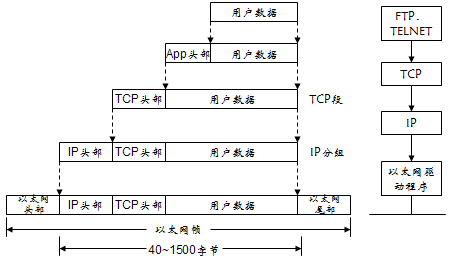 用户数据
App头部 用户数据
TCP头部 用户数据 TCP段
IP头部 TCP头部 用户数据 IP分组
以太网头部 IP头部 TCP头部 用户数据 以太网尾部
以太网帧
40~1500字节
FTP.
TELNET
TCP
IP
以太网驱
动程序